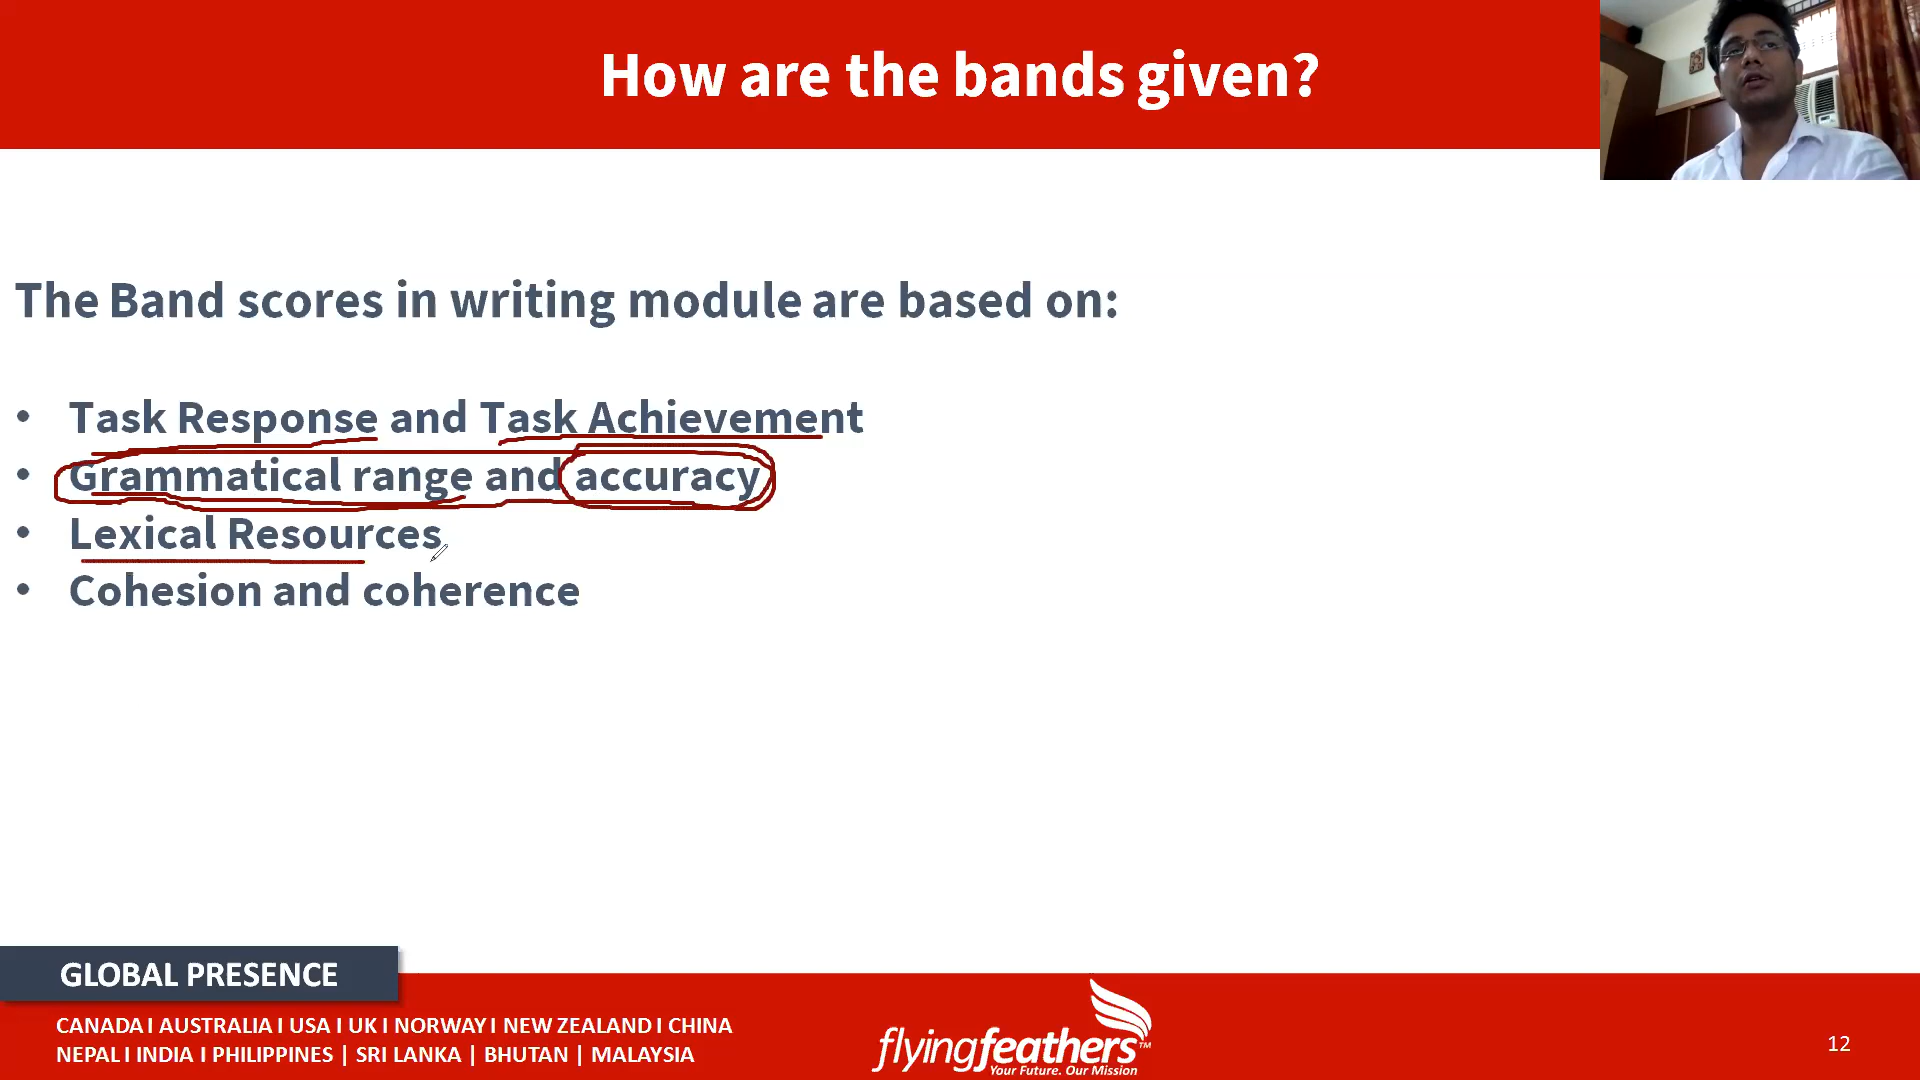 How are the bands given?
The Band scores in writing module are based on:
• Task Response and Task Achievement
• Grammatical range and accuracy
• Lexical Resources
• Cohesion and coherence
GLOBAL PRESENCE
CANADA I AUSTRALIA I USA I UK I NORWAY I NEW ZEALAND I CHINA
NEPAL I INDIA I PHILIPPINES | SRI LANKA | BHUTAN | MALAYSIA
flyingfeathers™
Your Future. Our Mission
12